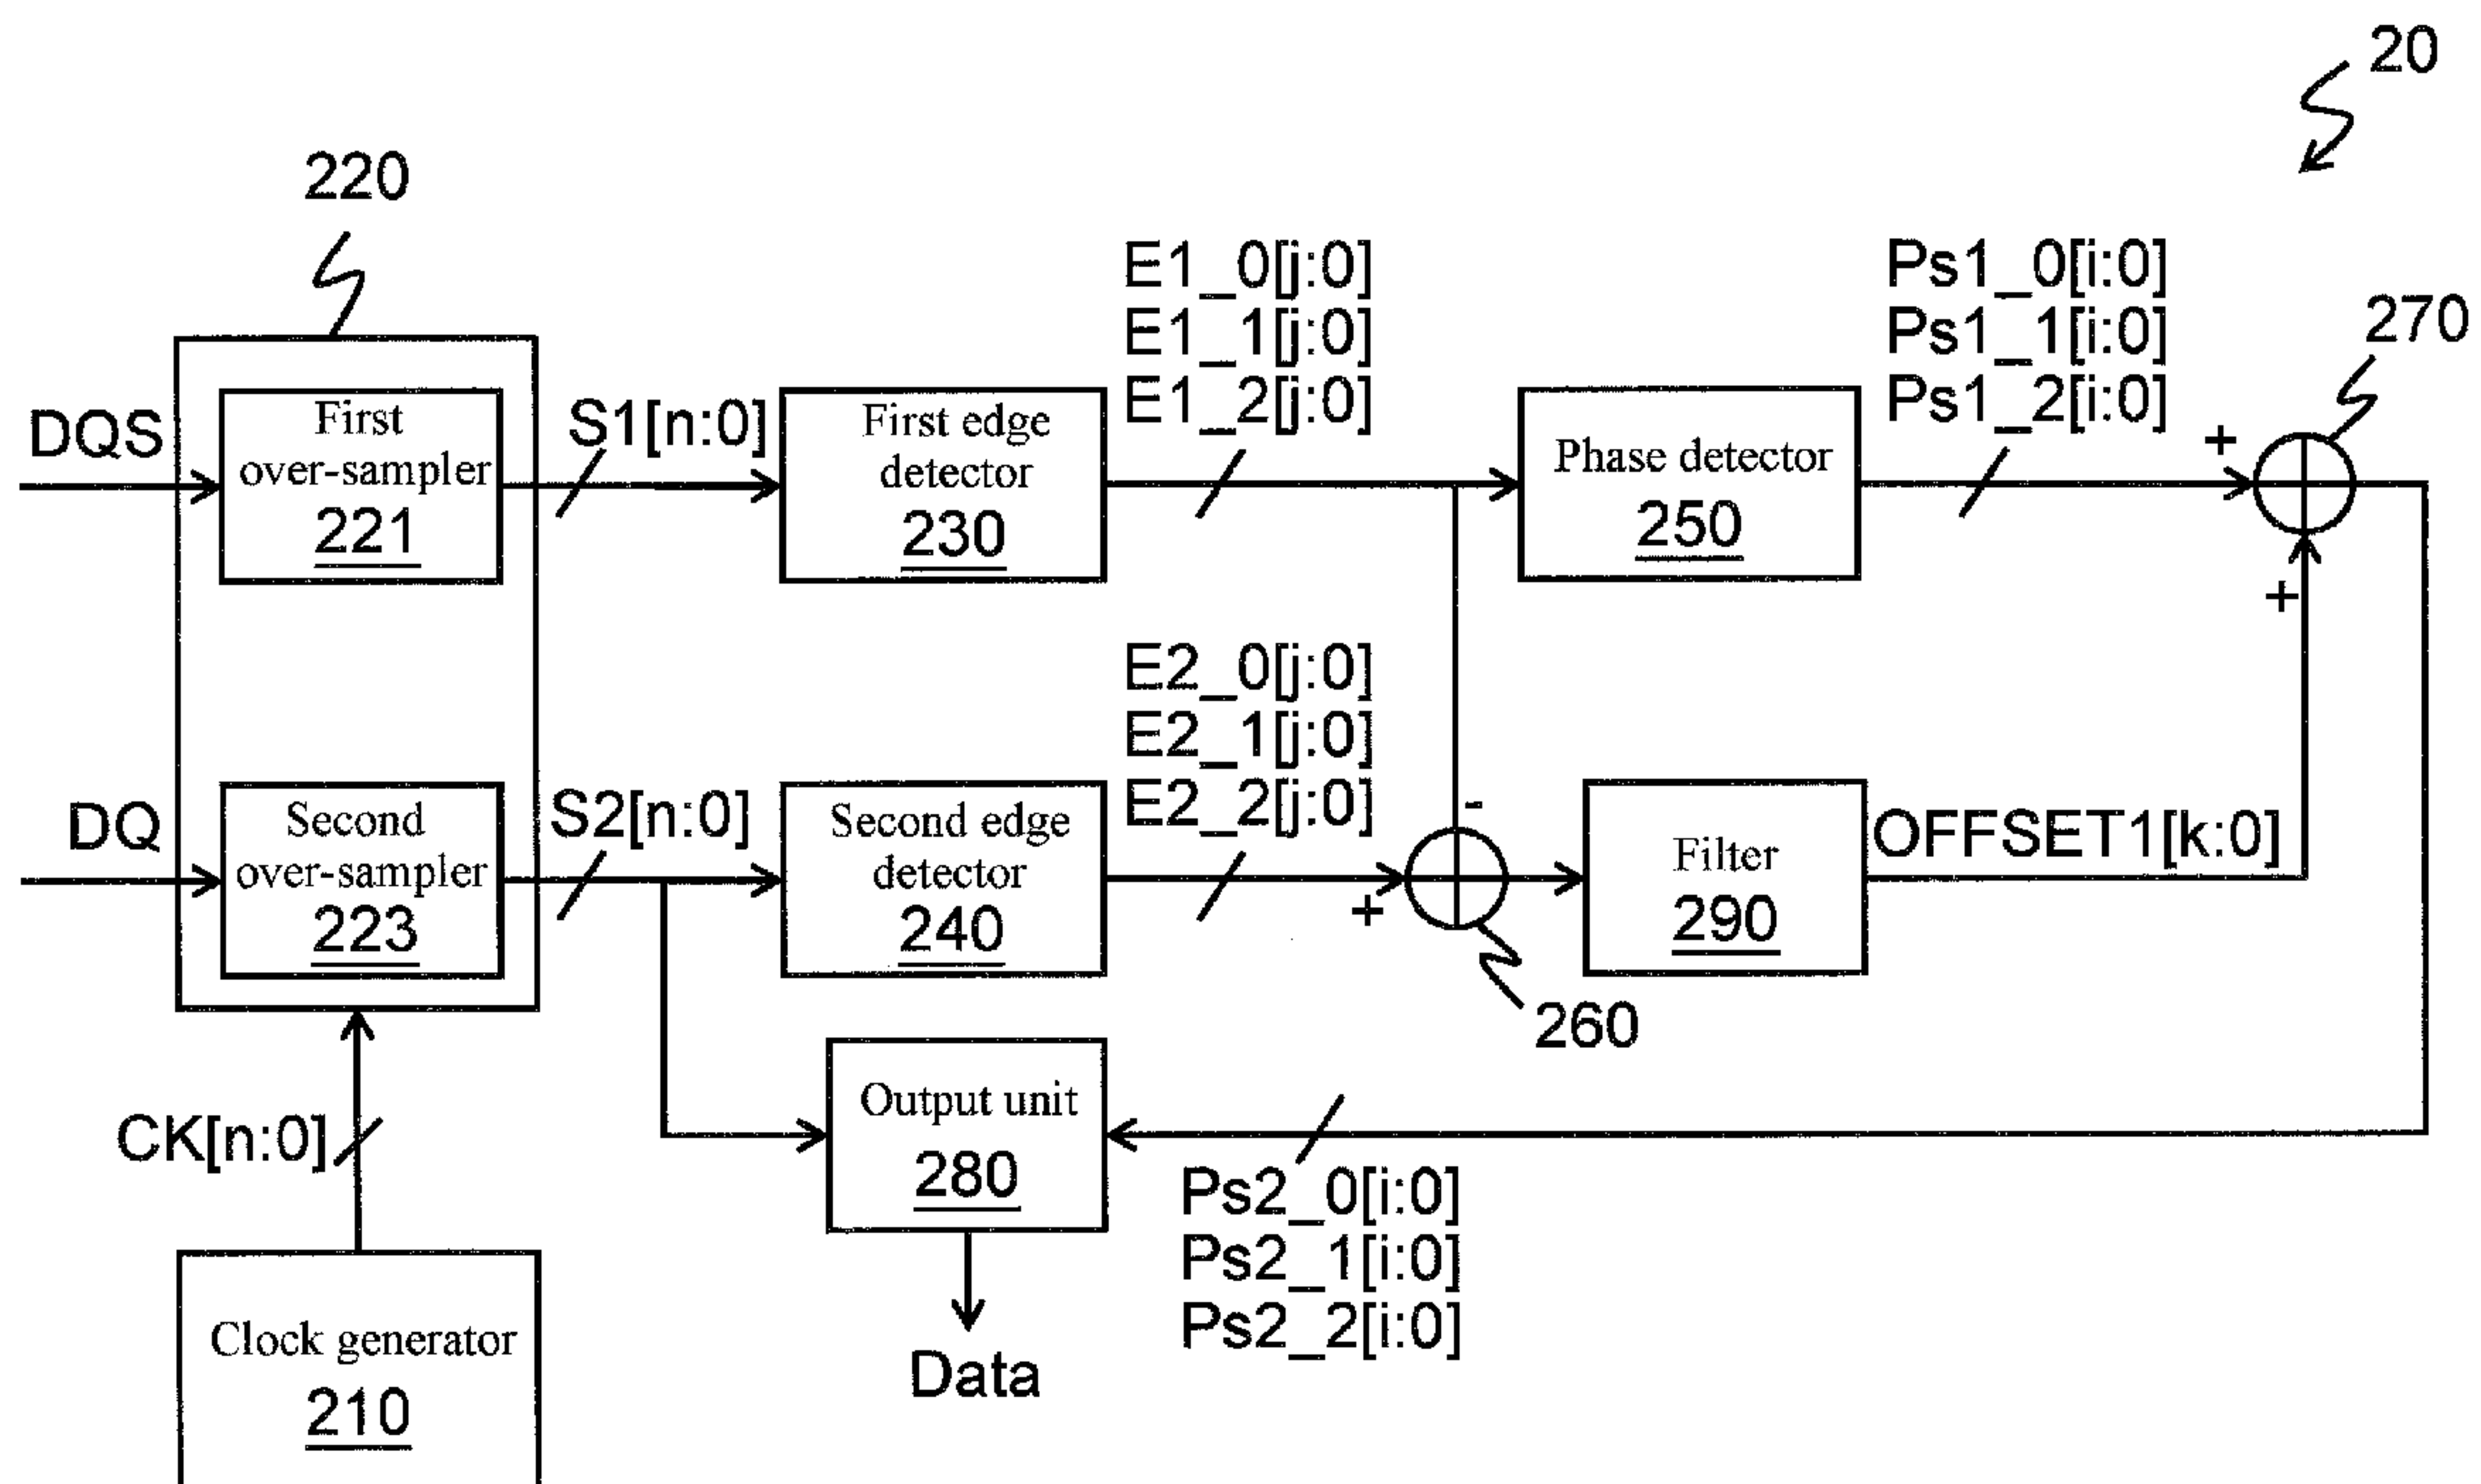 20
220
E1_0[j:0]
E1_1[j:0]
E1_2[j:0]
Ps1_0[i:0]
Ps1_1[i:0]
Ps1_2[i:0]
270
DQS
First
over-sampler
221
S1[n:0]
First edge
detector
230
Phase detector
250
+
+
E2_0[j:0]
E2_1[j:0]
E2_2[j:0]
DQ
Second
over-sampler
223
S2[n:0]
Second edge
detector
240
-
+
260
Filter
290
OFFSET1[k:0]
CK[n:0]
Output unit
280
Ps2_0[i:0]
Ps2_1[i:0]
Ps2_2[i:0]
Data
Clock generator
210